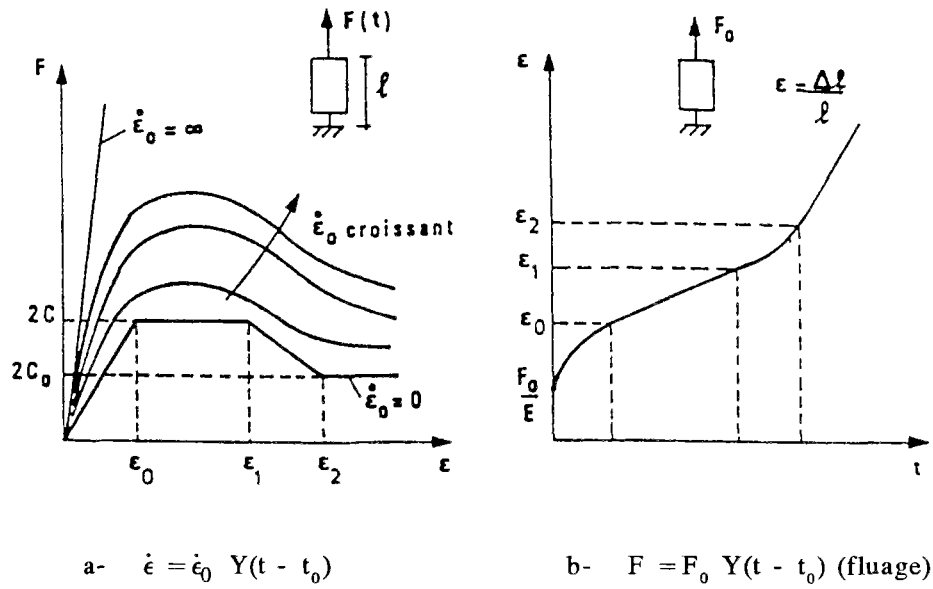 F
F(t)
ℓ
ε̇₀ = ∞
ε̇₀ croissant
2C
2C₀
ε̇₀ = 0
ε₀
ε₁
ε₂
ε
a- ε̇ = ε̇₀ Y(t - t₀)
ε
F₀
ε = Δℓ/ℓ
ε₂
ε₁
ε₀
F₀/E
t
b- F = F₀ Y(t - t₀) (fluage)